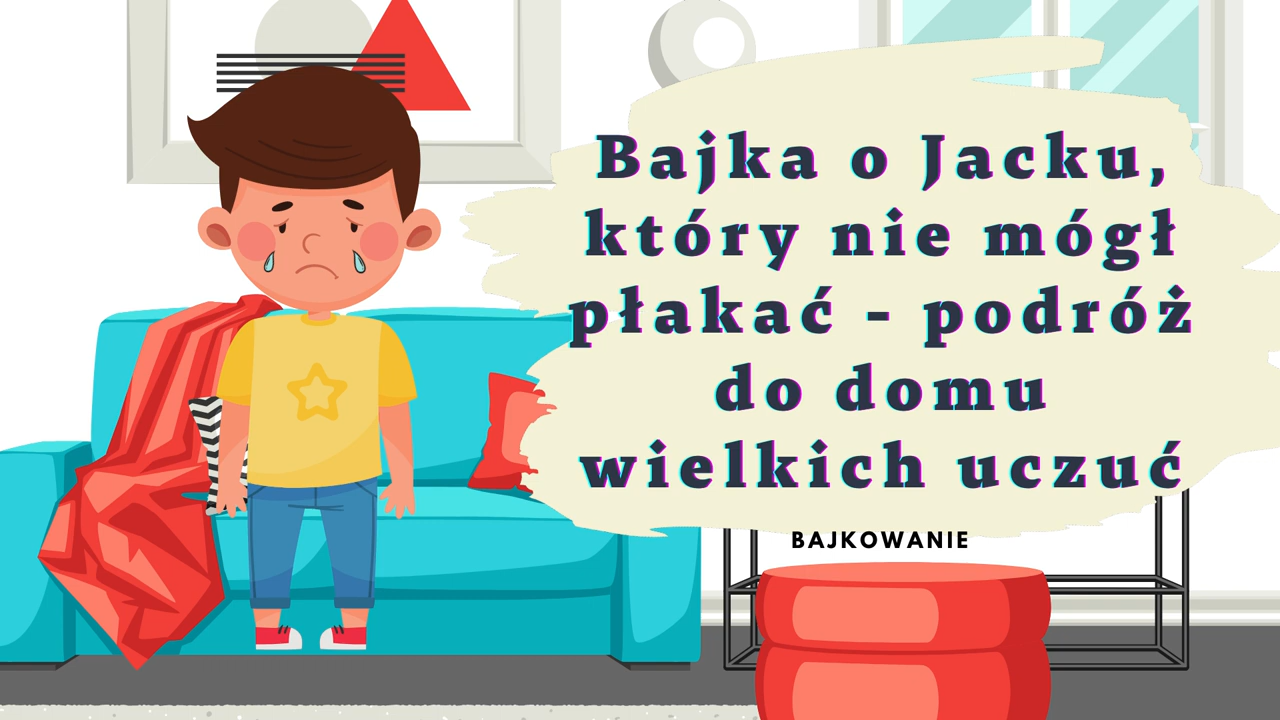 Bajka o Jacku,
który nie mógł
płakać - podróż
do domu
wielkich uczuć
BAJKOWANIE